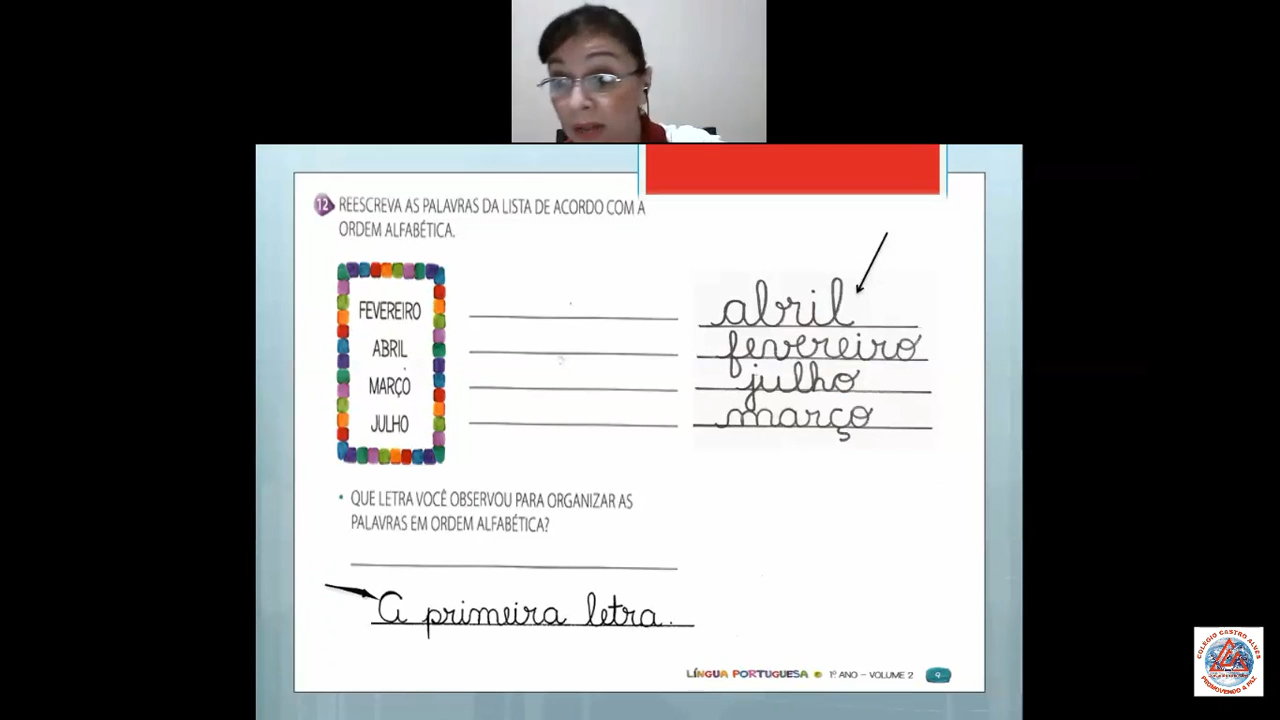 12 REESCREVA AS PALAVRAS DA LISTA DE ACORDO COM A
ORDEM ALFABÉTICA.
FEVEREIRO
ABRIL
MARÇO
JULHO
abril
fevereiro
julho
março
• QUE LETRA VOCÊ OBSERVOU PARA ORGANIZAR AS
PALAVRAS EM ORDEM ALFABÉTICA?
A primeira letra.
LÍNGUA PORTUGUESA • 1º ANO – VOLUME 2 9
COLÉGIO CASTRO ALVES
PROMOVENDO A PAZ